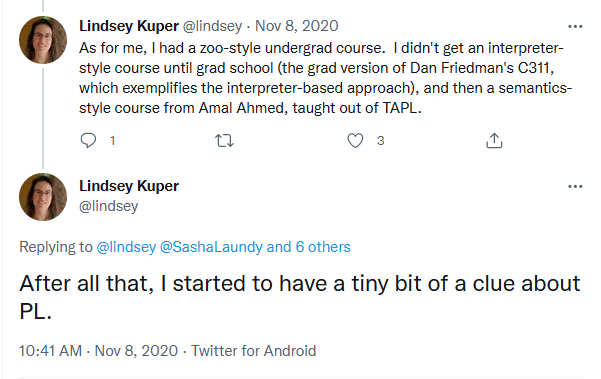 Lindsey Kuper @lindsey · Nov 8, 2020
As for me, I had a zoo-style undergrad course.  I didn't get an interpreter-
style course until grad school (the grad version of Dan Friedman's C311,
which exemplifies the interpreter-based approach), and then a semantics-
style course from Amal Ahmed, taught out of TAPL.
1 3
Lindsey Kuper
@lindsey
Replying to @lindsey @SashaLaundy and 6 others
After all that, I started to have a tiny bit of a clue about
PL.
10:41 AM · Nov 8, 2020 · Twitter for Android